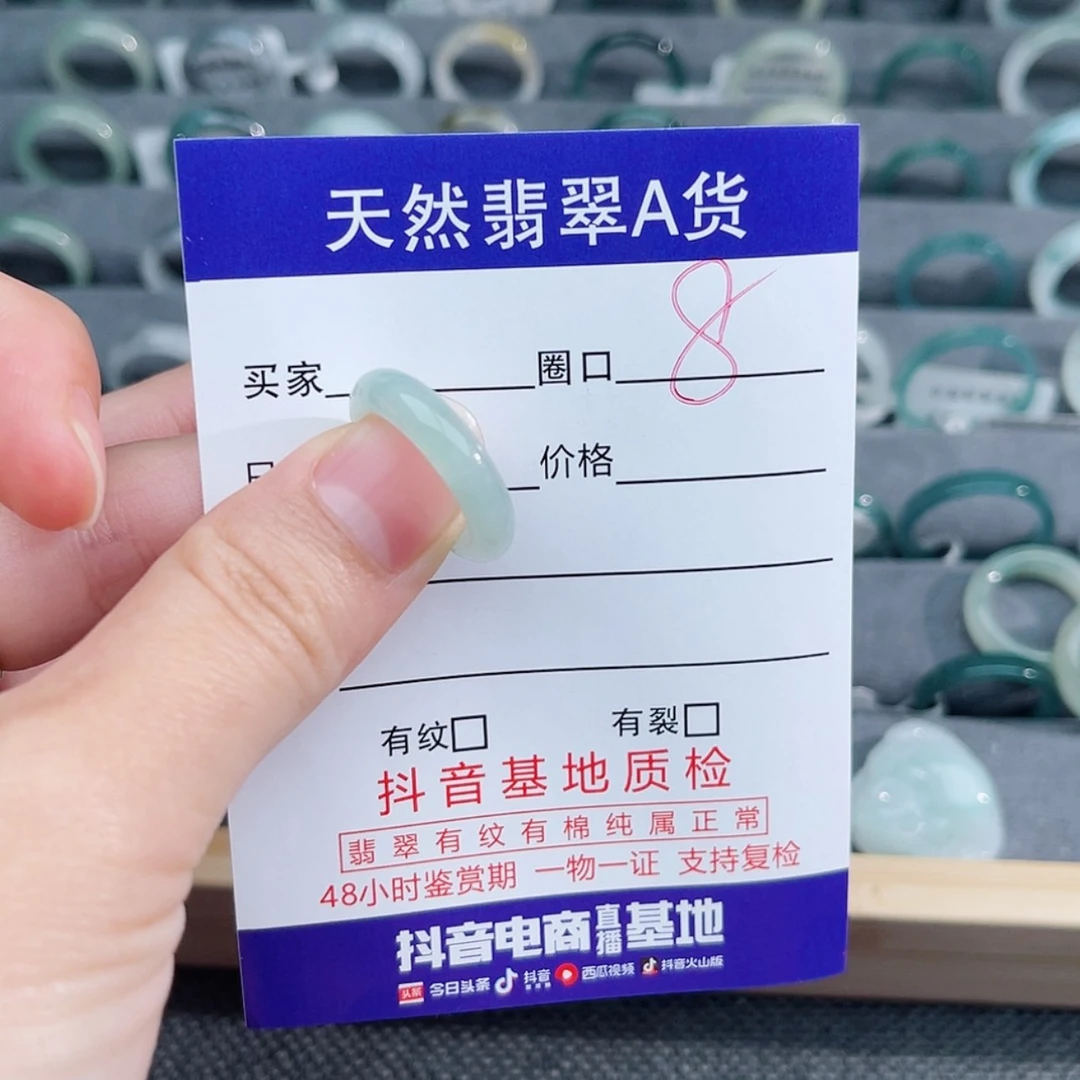 天然翡翠A货
8
买家 圈口
价格
有纹□ 有裂□
抖音基地质检
翡翠有纹有棉纯属正常
48小时鉴赏期 一物一证 支持复检
抖音电商直播基地
头条 今日头条 抖音 西瓜视频 抖音火山版